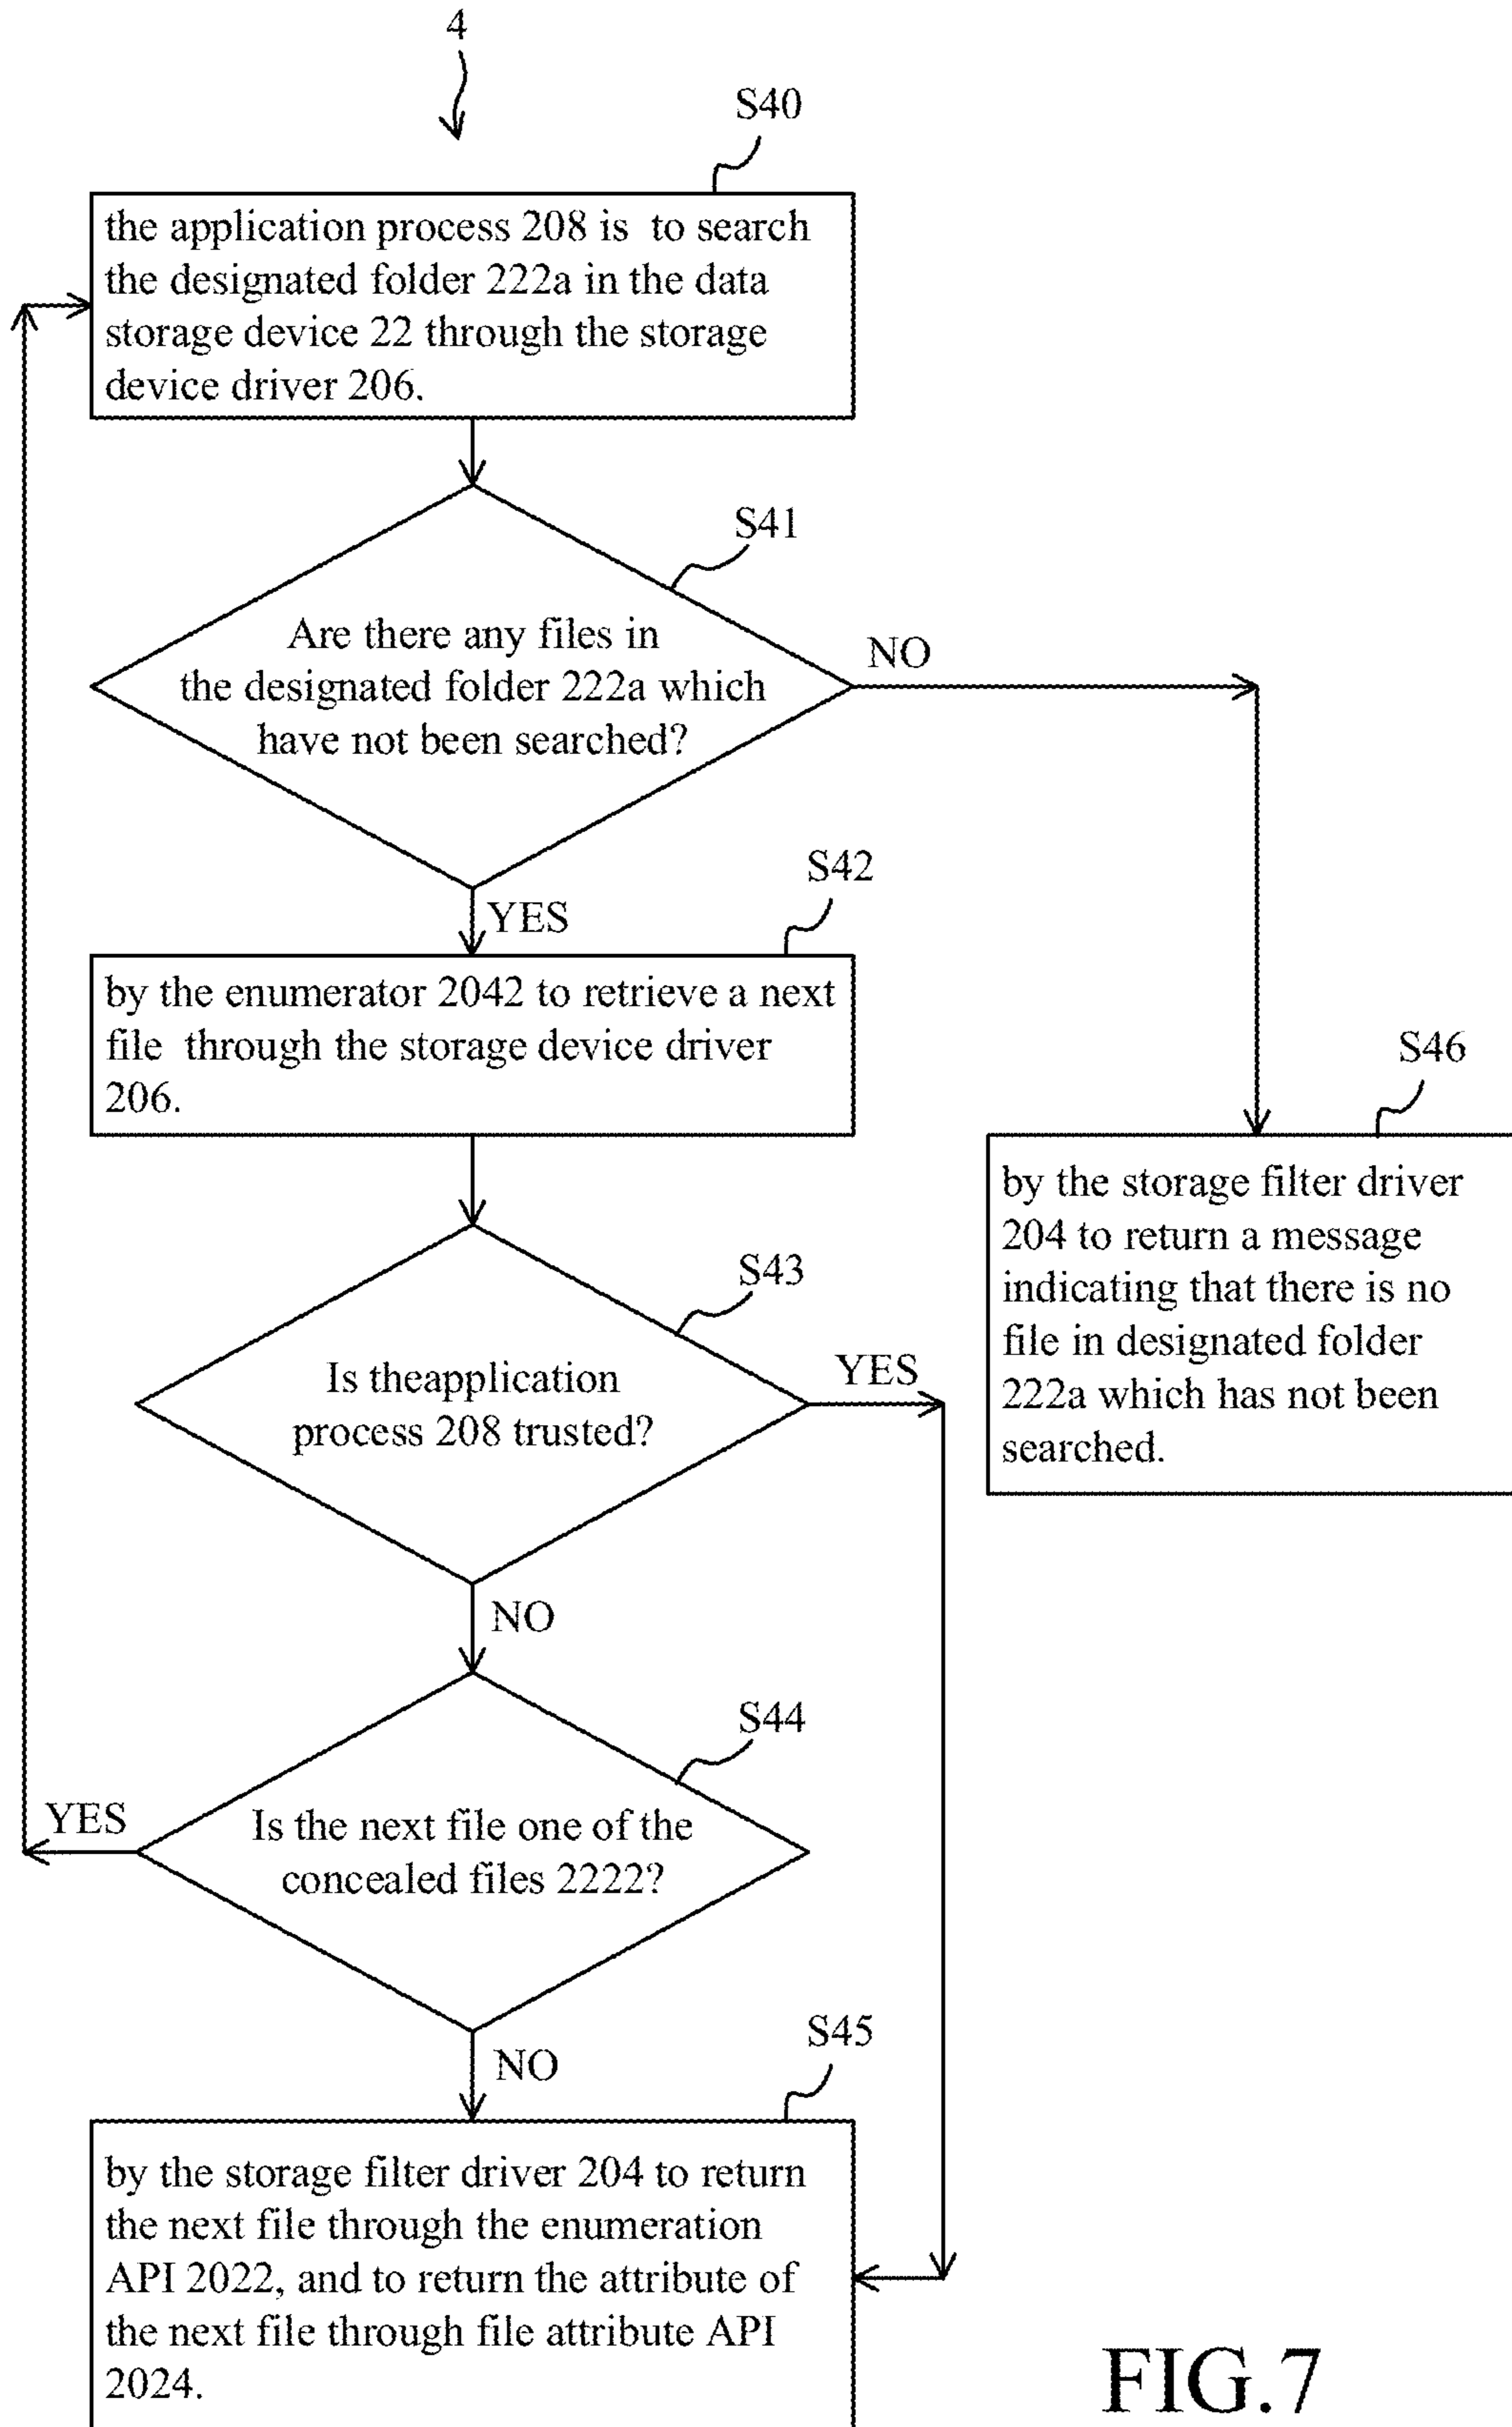 4
S40
the application process 208 is  to search
the designated folder 222a in the data
storage device 22 through the storage
device driver 206.
S41
Are there any files in
the designated folder 222a which
have not been searched?
NO
YES
S42
by the enumerator 2042 to retrieve a next
file  through the storage device driver
206.
S46
by the storage filter driver
204 to return a message
indicating that there is no
file in designated folder
222a which has not been
searched.
S43
Is theapplication
process 208 trusted?
YES
NO
S44
Is the next file one of the
concealed files 2222?
YES
NO
S45
by the storage filter driver 204 to return
the next file through the enumeration
API 2022, and to return the attribute of
the next file through file attribute API
2024.
FIG.7